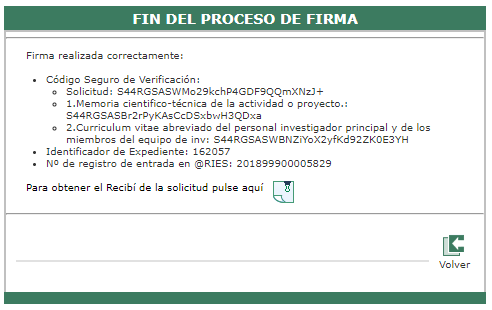 FIN DEL PROCESO DE FIRMA
Firma realizada correctamente:
Código Seguro de Verificación:
Solicitud: S44RGSASWMo29kchP4GDF9QQmXNzJ+
1.Memoria cientifico-técnica de la actividad o proyecto.:
S44RGSASBr2rPyKAsCcDSxbwH3QDxa
2.Curriculum vitae abreviado del personal investigador principal y de los
miembros del equipo de inv: S44RGSASWBNZiYoX2yfKd92ZK0E3YH
Identificador de Expediente: 162057
Nº de registro de entrada en @RIES: 201899900005829
Para obtener el Recibí de la solicitud pulse aquí
Volver